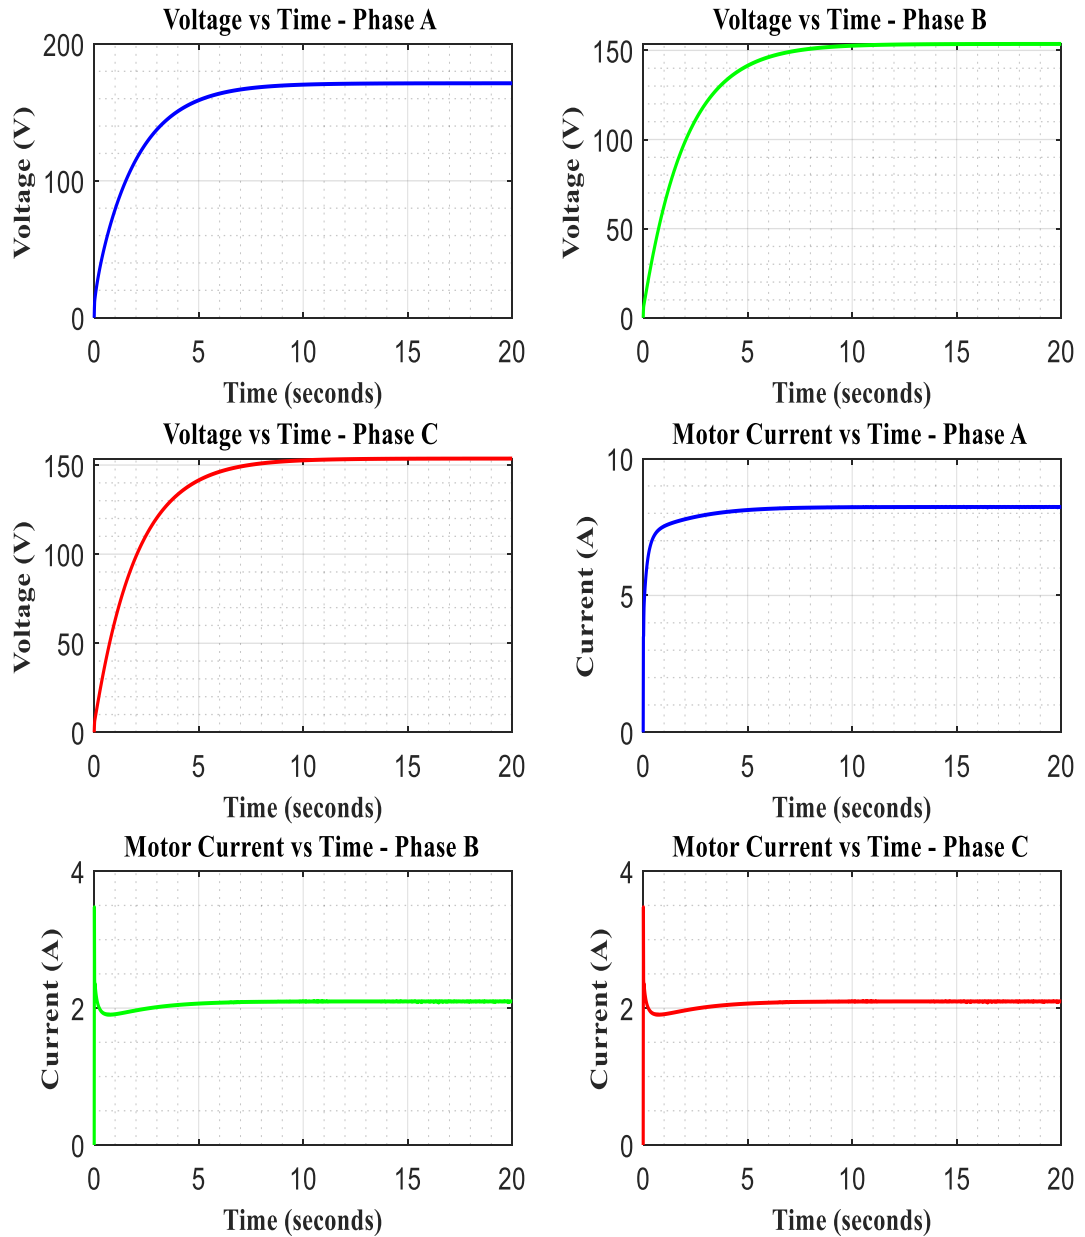 Voltage vs Time - Phase A
Voltage (V)
200
100
0
0 5 10 15 20
Time (seconds)
Voltage vs Time - Phase B
Voltage (V)
150
100
50
0
0 5 10 15 20
Time (seconds)
Voltage vs Time - Phase C
Voltage (V)
150
100
50
0
0 5 10 15 20
Time (seconds)
Motor Current vs Time - Phase A
Current (A)
10
5
0
0 5 10 15 20
Time (seconds)
Motor Current vs Time - Phase B
Current (A)
4
2
0
0 5 10 15 20
Time (seconds)
Motor Current vs Time - Phase C
Current (A)
4
2
0
0 5 10 15 20
Time (seconds)